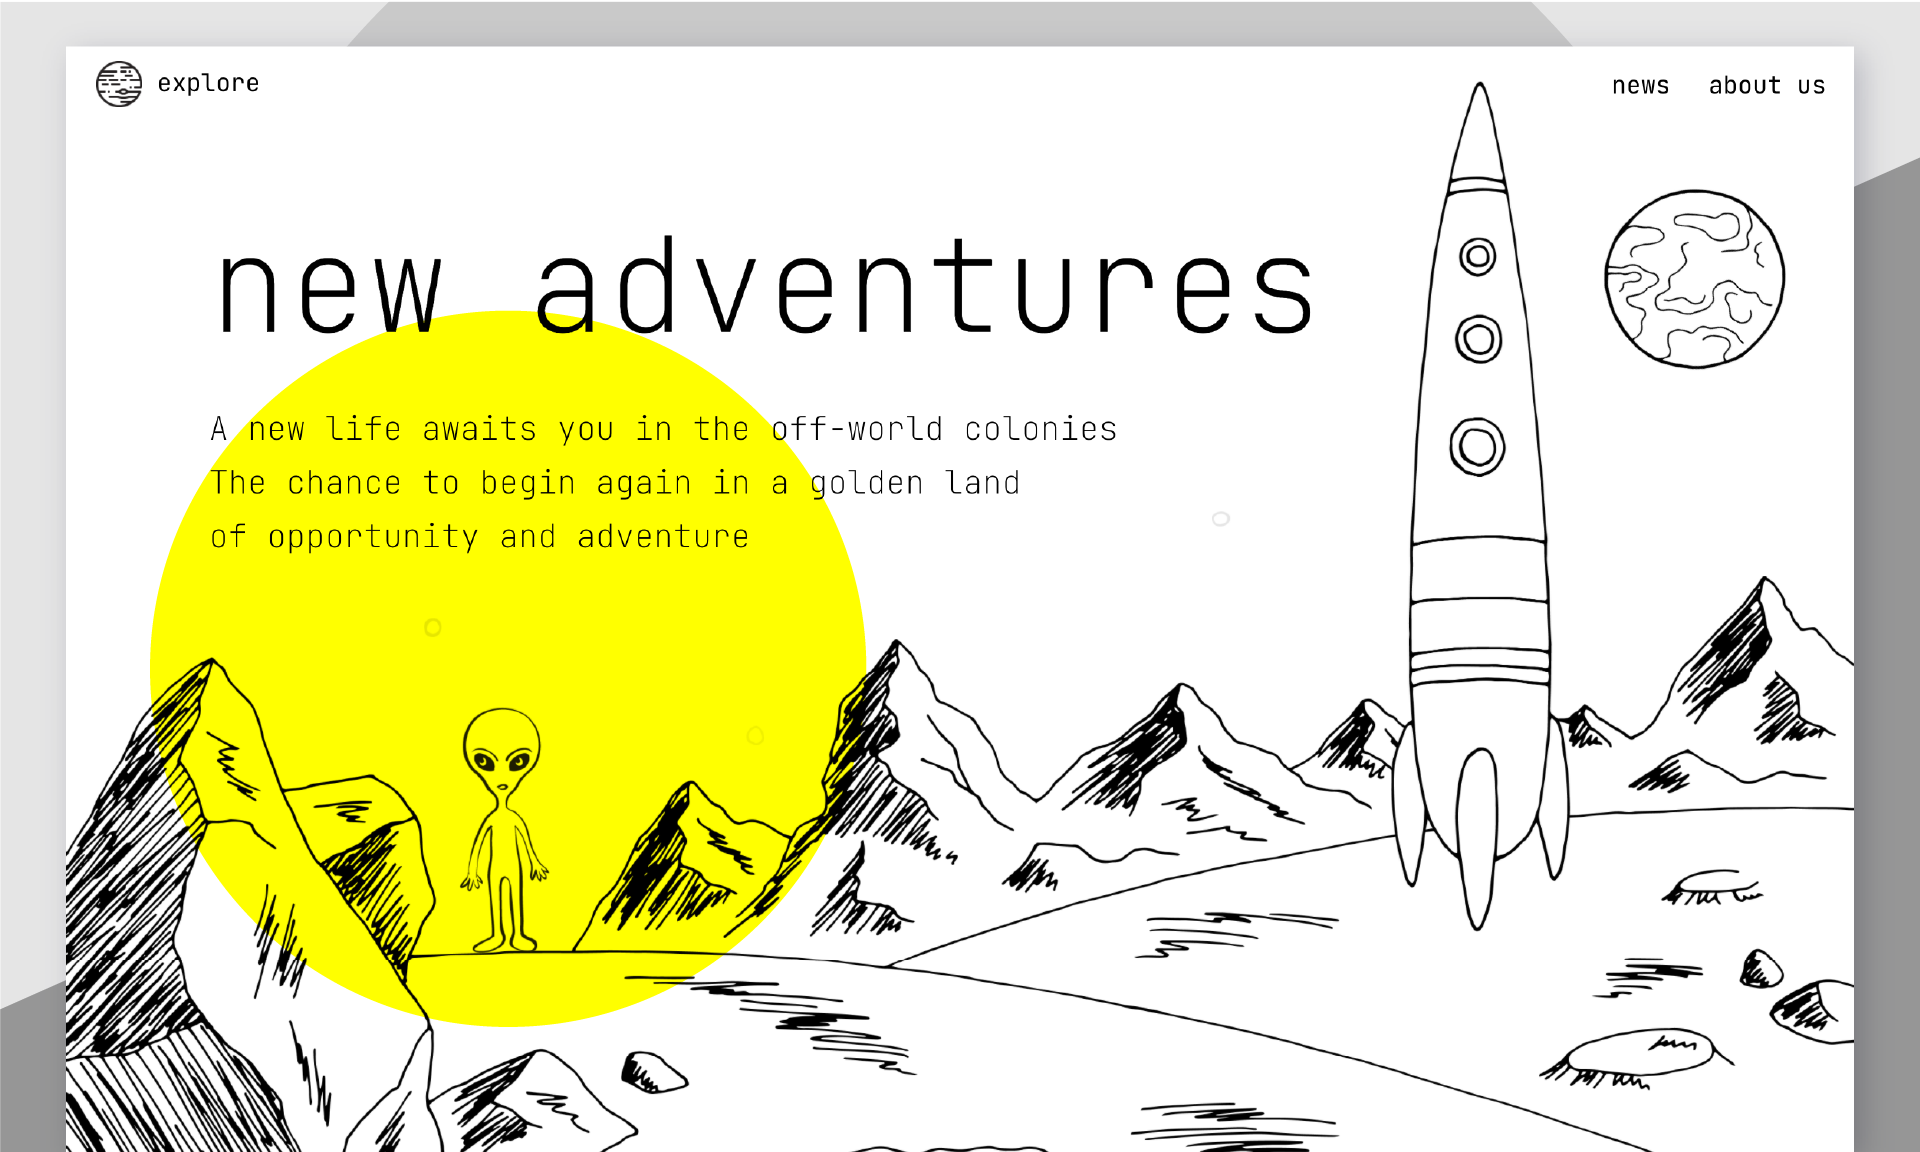 explore
news
about us
new adventures
A new life awaits you in the off-world colonies
The chance to begin again in a golden land
of opportunity and adventure